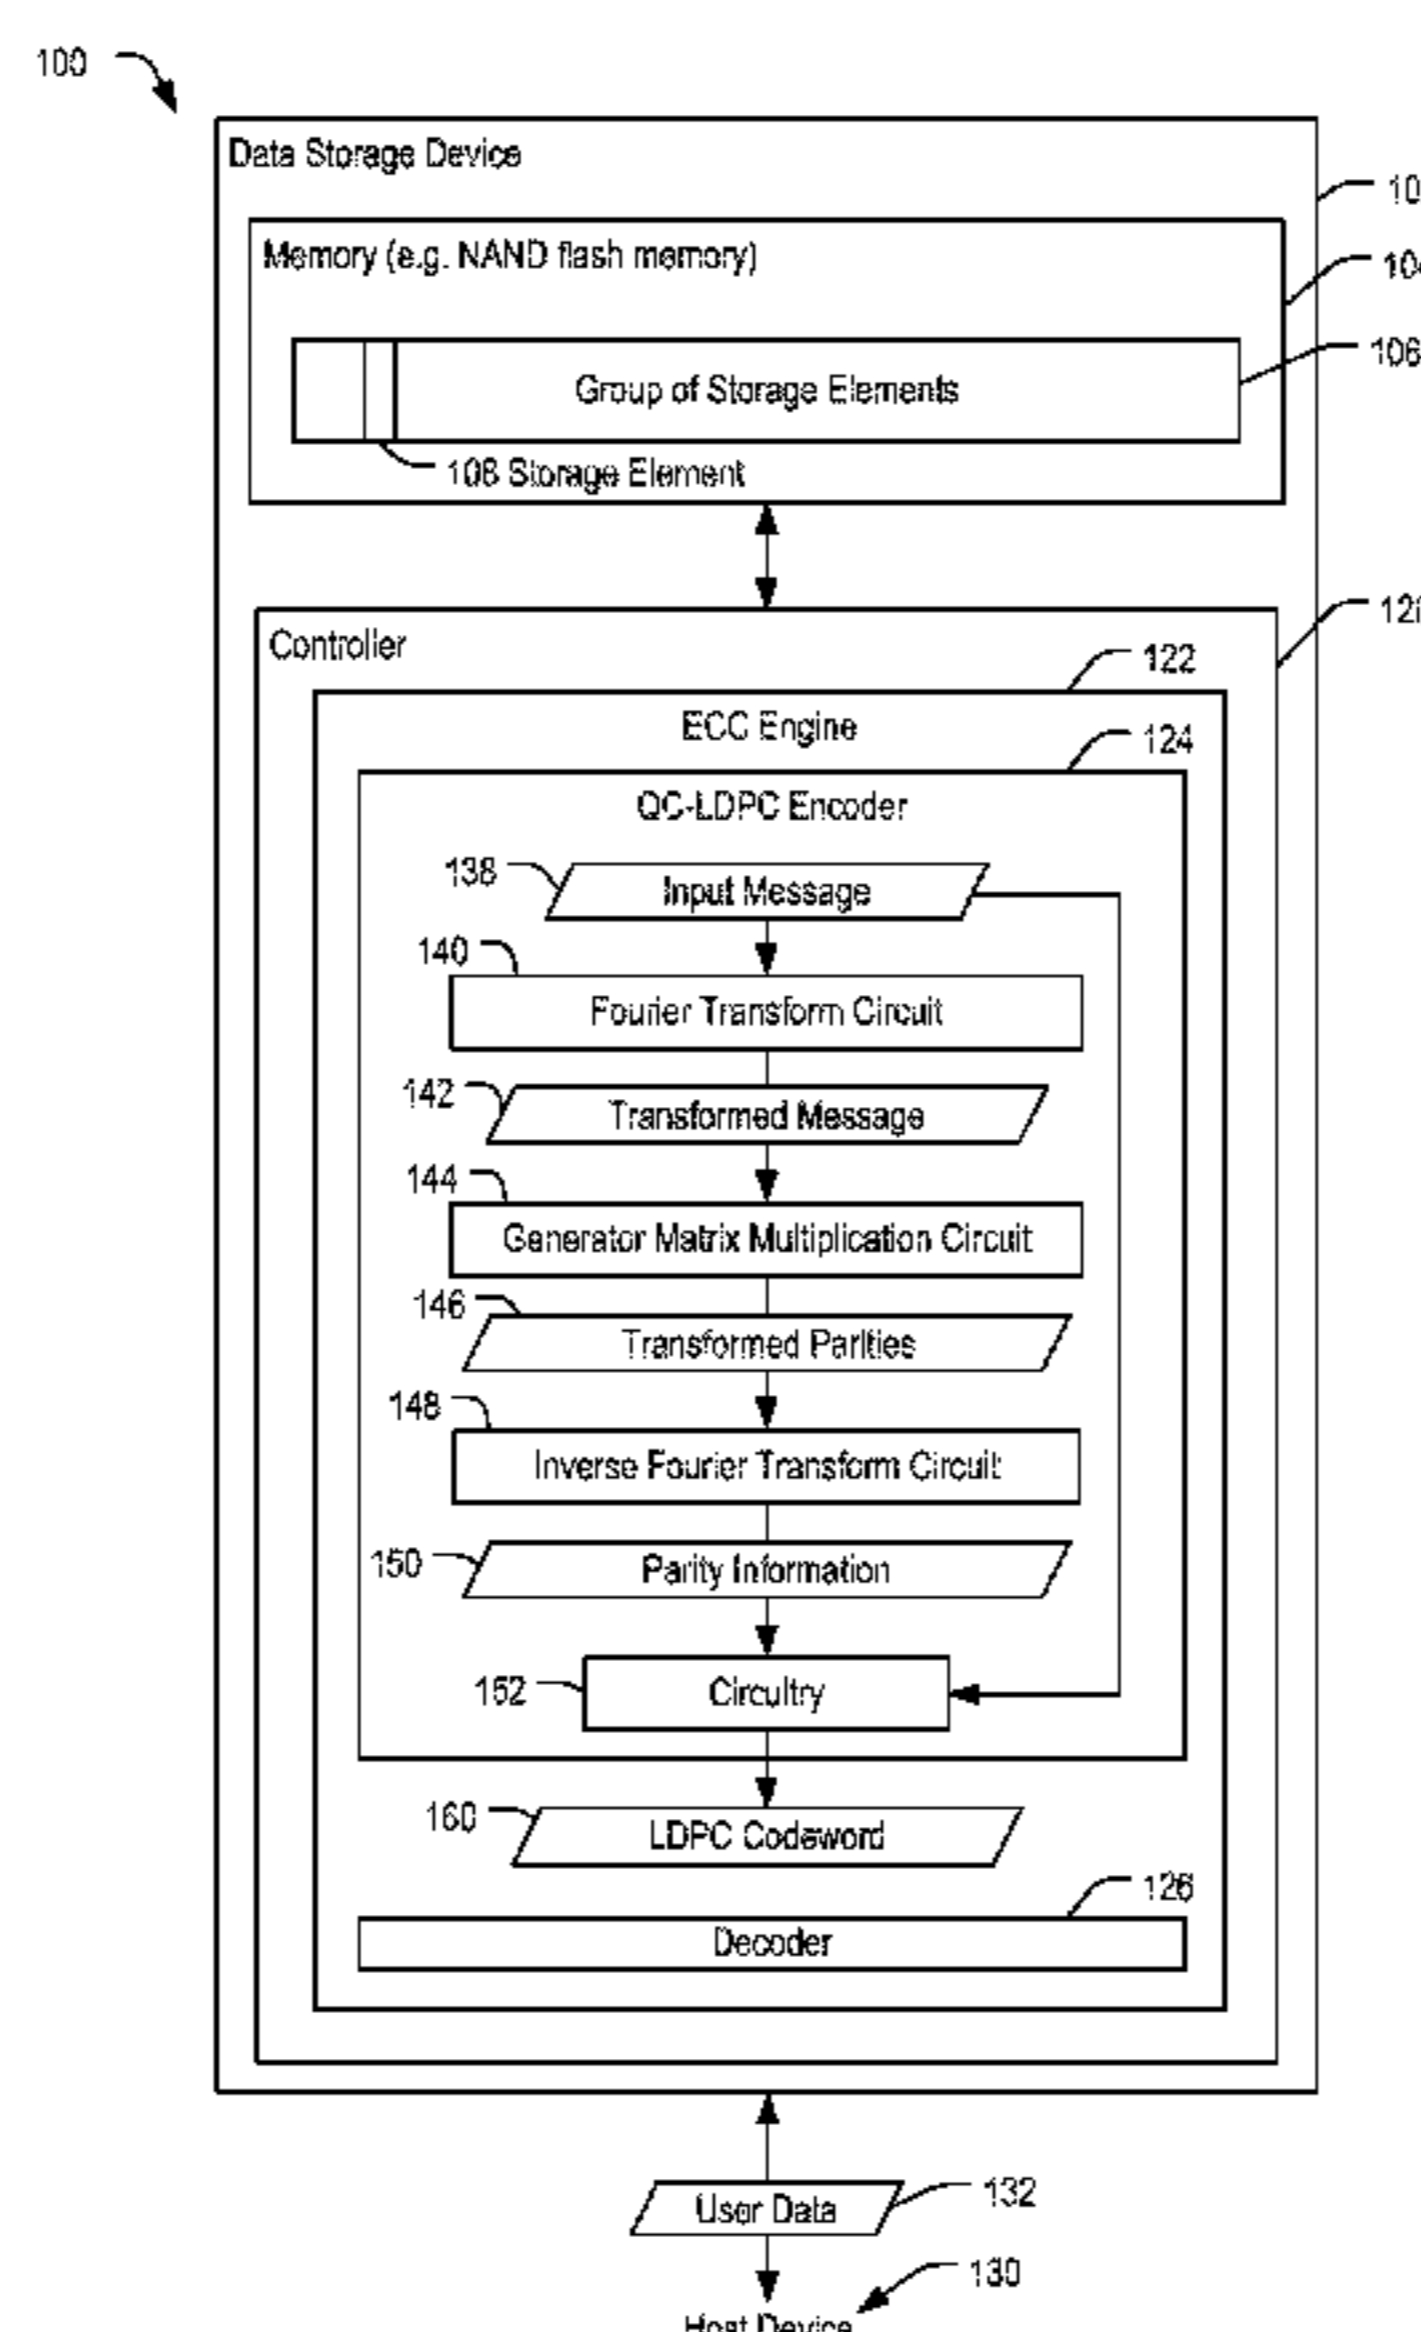 100
Data Storage Device
10
Memory (e.g. NAND flash memory)
106
Group of Storage Elements
108 Storage Element
Controller
122
ECC Engine
124
QC-LDPC Encoder
138
Input Message
140
Fourier Transform Circuit
142
Transformed Message
144
Generator Matrix Multiplication Circuit
146
Transformed Parities
148
Inverse Fourier Transform Circuit
150
Parity Information
152
Circuitry
160
LDPC Codeword
126
Decoder
132
User Data
130
Host Device